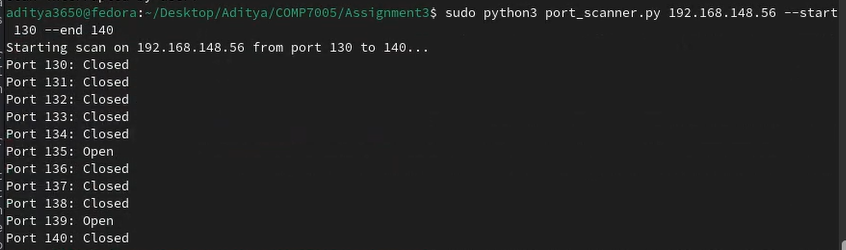 aditya3650@fedora:~/Desktop/Aditya/COMP7005/Assignment3$ sudo python3 port_scanner.py 192.168.148.56 --start
130 --end 140
Starting scan on 192.168.148.56 from port 130 to 140...
Port 130: Closed
Port 131: Closed
Port 132: Closed
Port 133: Closed
Port 134: Closed
Port 135: Open
Port 136: Closed
Port 137: Closed
Port 138: Closed
Port 139: Open
Port 140: Closed